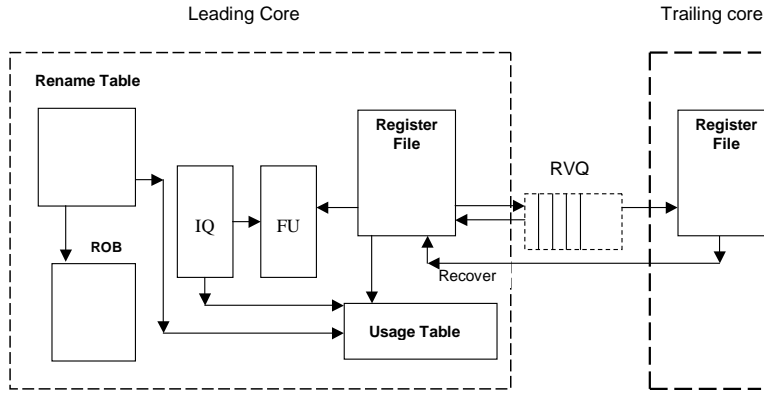 Leading Core
Trailing core
Rename Table
Register
File
Register
File
RVQ
IQ
FU
ROB
Recover
Usage Table